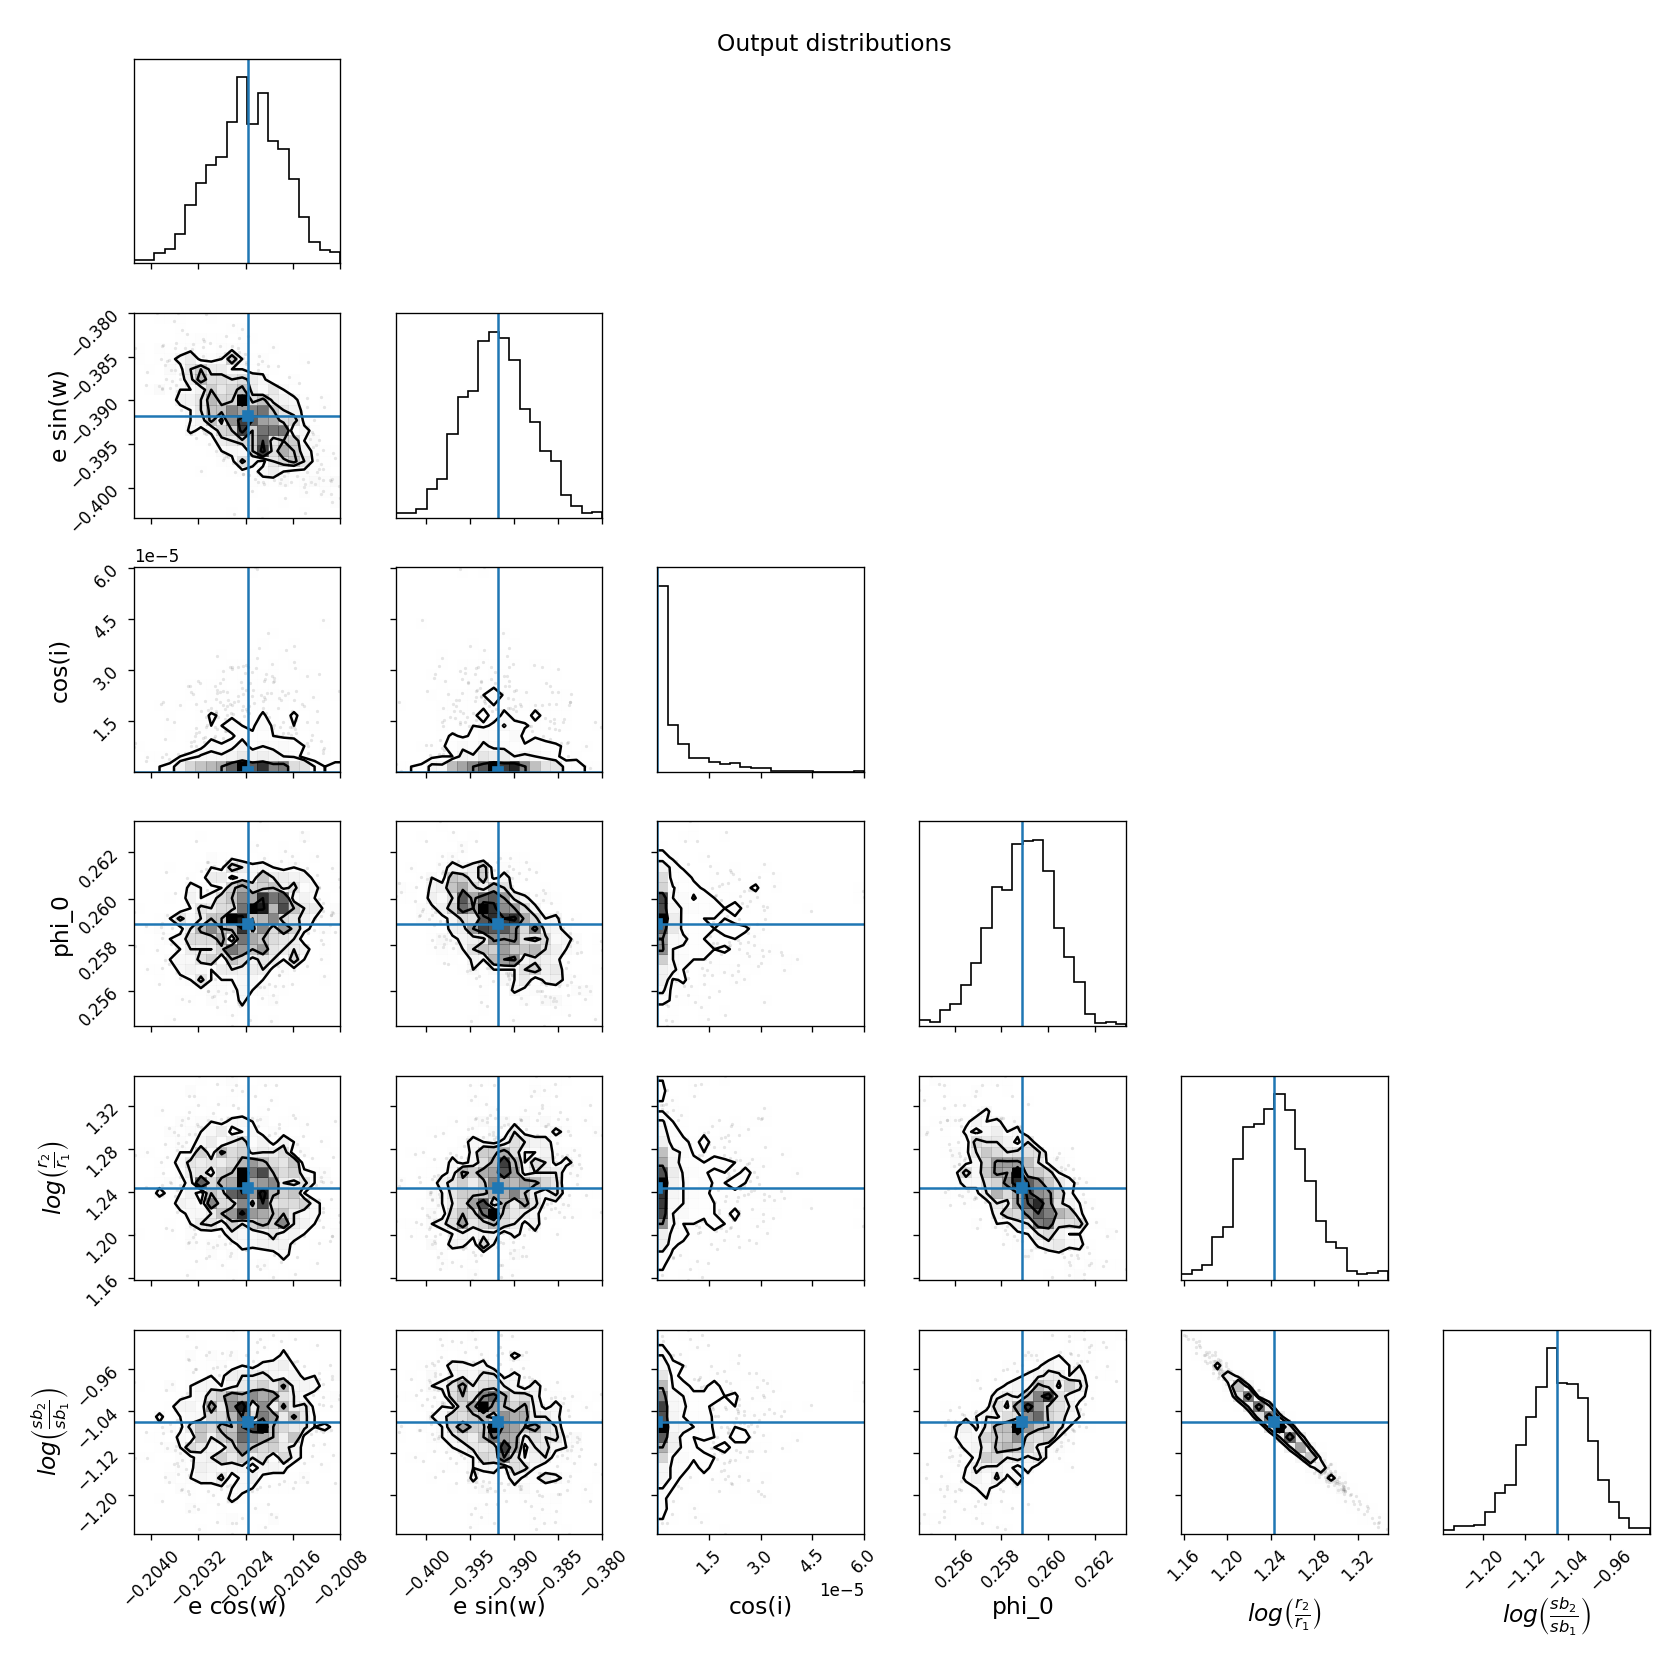 Output distributions
e sin(w)
−0.380
−0.385
−0.390
−0.395
−0.400
1e−5
cos(i)
6.0
4.5
3.0
1.5
phi_0
0.262
0.260
0.258
0.256
log(r₂/r₁)
1.32
1.28
1.24
1.20
1.16
log(sb₂/sb₁)
−0.96
−1.04
−1.12
−1.20
−0.2040 −0.2032 −0.2024 −0.2016 −0.2008
e cos(w)
−0.400 −0.395 −0.390 −0.385 −0.380
e sin(w)
1.5 3.0 4.5 6.0
1e−5
cos(i)
0.256 0.258 0.260 0.262
phi_0
1.16 1.20 1.24 1.28 1.32
log(r₂/r₁)
−1.20 −1.12 −1.04 −0.96
log(sb₂/sb₁)